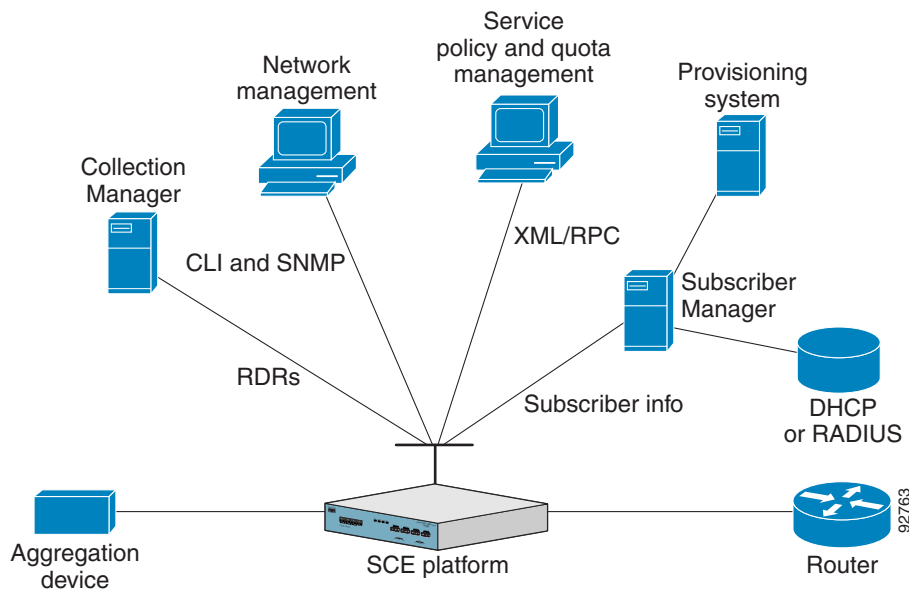 Service
policy and quota
management
Network
management
Provisioning
system
Collection
Manager
CLI and SNMP
XML/RPC
Subscriber
Manager
RDRs
Subscriber info
DHCP
or RADIUS
Aggregation
device
SCE platform
Router
92763